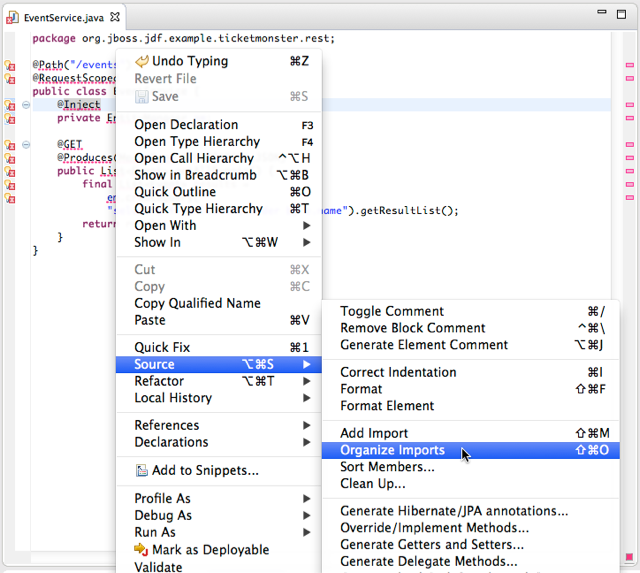 EventService.java
package org.jboss.jdf.example.ticketmonster.rest;
@Path("/events
@RequestScope
public class E
@Inject
private En
@GET
@Produces(
public Lis
final
en
"s
name").getResultList();
return
}
}
Undo Typing ⌘Z
Revert File
Save ⌘S
Open Declaration F3
Open Type Hierarchy F4
Open Call Hierarchy ^⌥H
Show in Breadcrumb ⌥⌘B
Quick Outline ⌘O
Quick Type Hierarchy ⌘T
Open With
Show In ⌥⌘W
Cut ⌘X
Copy ⌘C
Copy Qualified Name
Paste ⌘V
Quick Fix ⌘1
Source ⌥⌘S
Refactor ⌥⌘T
Local History
References
Declarations
Add to Snippets...
Profile As
Debug As
Run As
Mark as Deployable
Validate
Toggle Comment ⌘/
Remove Block Comment ^⌘\
Generate Element Comment ⌥⌘J
Correct Indentation ⌘I
Format ⇧⌘F
Format Element
Add Import ⇧⌘M
Organize Imports ⇧⌘O
Sort Members...
Clean Up...
Generate Hibernate/JPA annotations...
Override/Implement Methods...
Generate Getters and Setters...
Generate Delegate Methods...